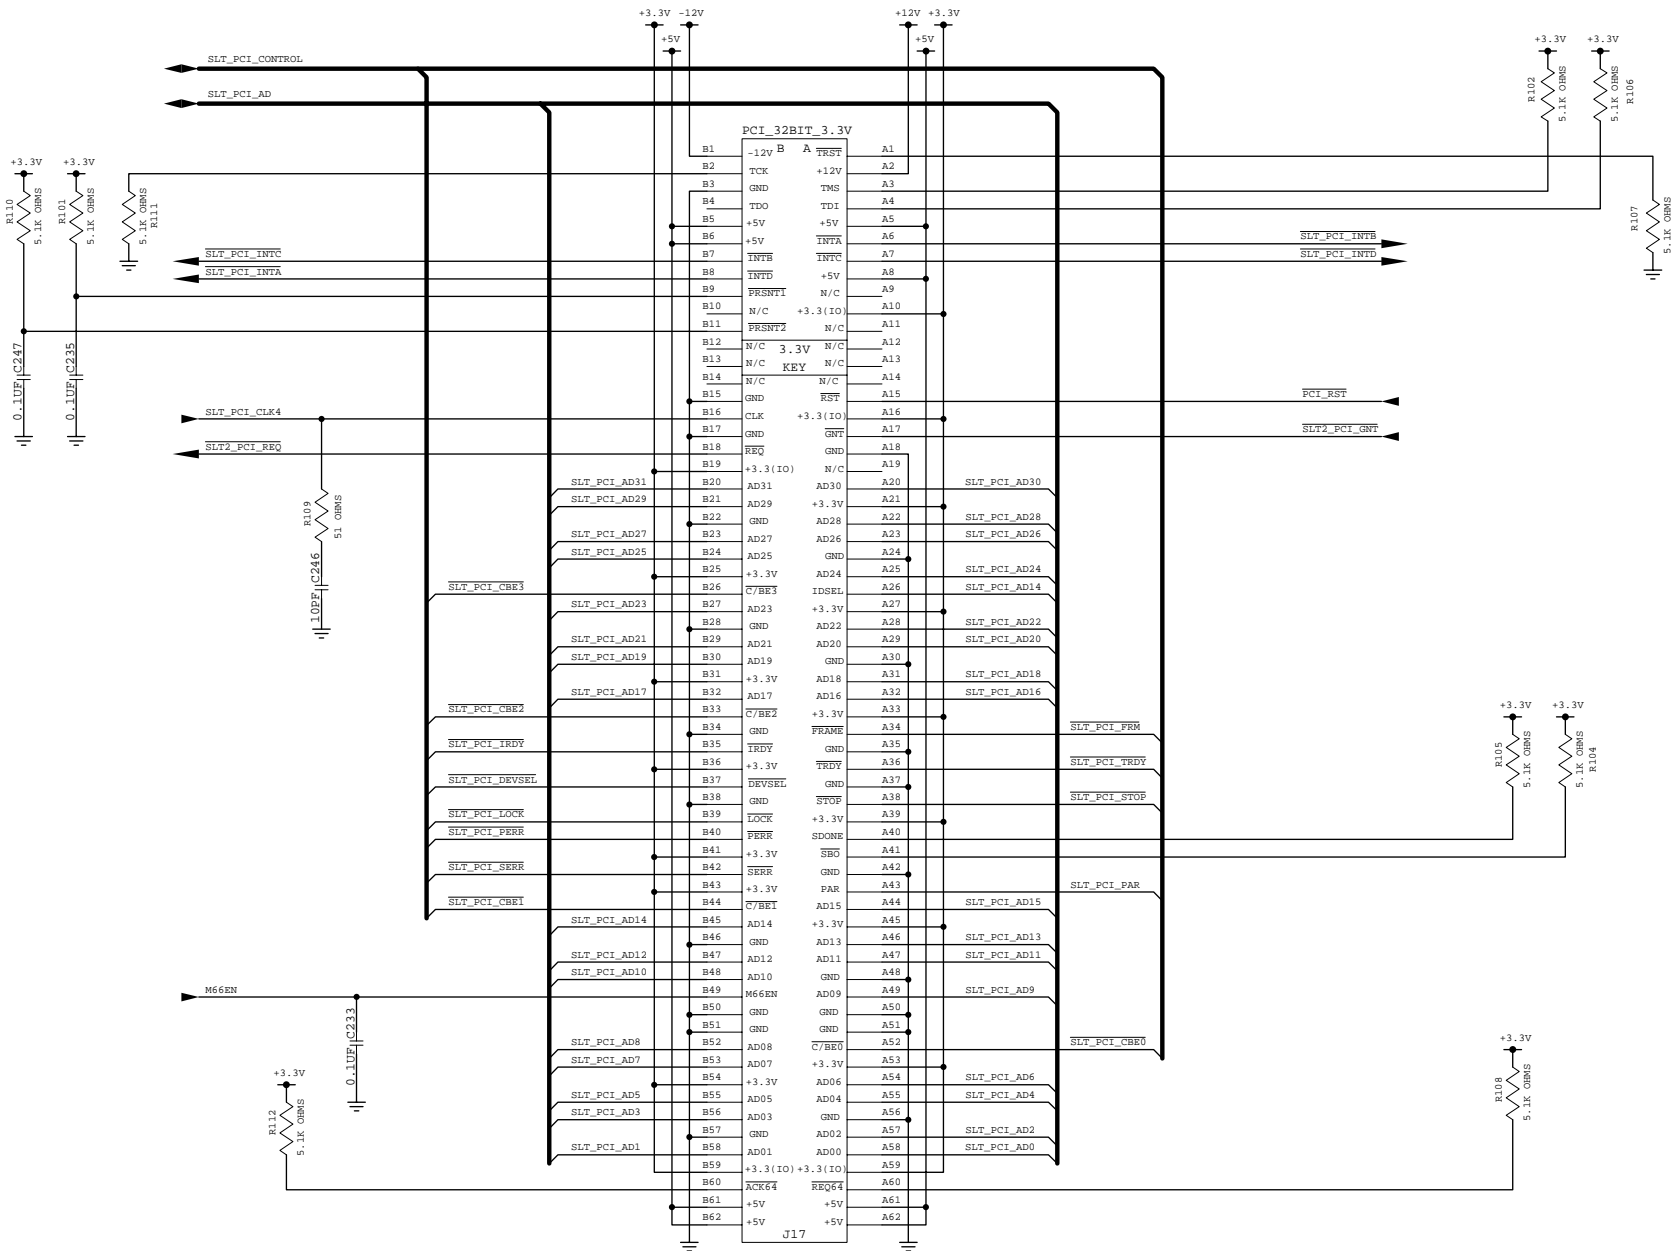 +3.3V -12V +12V +3.3V
+5V +5V
+3.3V +3.3V
SLT_PCI_CONTROL
SLT_PCI_AD
R102 5.1K OHMS
5.1K OHMS R106
PCI_32BIT_3.3V
B A
+3.3V +3.3V
R110 5.1K OHMS
R101 5.1K OHMS
5.1K OHMS R111
R107 5.1K OHMS
B1 -12V TRST A1
B2 TCK +12V A2
B3 GND TMS A3
B4 TDO TDI A4
B5 +5V +5V A5
SLT_PCI_INTB
B6 +5V INTA A6
SLT_PCI_INTC B7 INTB INTC A7 SLT_PCI_INTD
SLT_PCI_INTA B8 INTD +5V A8
B9 PRSNT1 N/C A9
B10 N/C +3.3(IO) A10
B11 PRSNT2 N/C A11
B12 N/C 3.3V N/C A12
B13 N/C KEY N/C A13
B14 N/C N/C A14
0.1UF C247
0.1UF C235
B15 GND RST A15 PCI_RST
SLT_PCI_CLK4 B16 CLK +3.3(IO) A16
B17 GND GNT A17 SLT2_PCI_GNT
SLT2_PCI_REQ B18 REQ GND A18
B19 +3.3(IO) N/C A19
SLT_PCI_AD31 B20 AD31 AD30 A20 SLT_PCI_AD30
SLT_PCI_AD29 B21 AD29 +3.3V A21
R109 51 OHMS
B22 GND AD28 A22 SLT_PCI_AD28
SLT_PCI_AD27 B23 AD27 AD26 A23 SLT_PCI_AD26
SLT_PCI_AD25 B24 AD25 GND A24
10PF C246
B25 +3.3V AD24 A25 SLT_PCI_AD24
SLT_PCI_CBE3 B26 C/BE3 IDSEL A26 SLT_PCI_AD14
SLT_PCI_AD23 B27 AD23 +3.3V A27
B28 GND AD22 A28 SLT_PCI_AD22
SLT_PCI_AD21 B29 AD21 AD20 A29 SLT_PCI_AD20
SLT_PCI_AD19 B30 AD19 GND A30
B31 +3.3V AD18 A31 SLT_PCI_AD18
SLT_PCI_AD17 B32 AD17 AD16 A32 SLT_PCI_AD16
SLT_PCI_CBE2 B33 C/BE2 +3.3V A33
+3.3V +3.3V
B34 GND FRAME A34 SLT_PCI_FRM
SLT_PCI_IRDY B35 IRDY GND A35
R105 5.1K OHMS
5.1K OHMS R104
B36 +3.3V TRDY A36 SLT_PCI_TRDY
SLT_PCI_DEVSEL B37 DEVSEL GND A37
B38 GND STOP A38 SLT_PCI_STOP
SLT_PCI_LOCK B39 LOCK +3.3V A39
SLT_PCI_PERR B40 PERR SDONE A40
B41 +3.3V SBO A41
SLT_PCI_SERR B42 SERR GND A42
B43 +3.3V PAR A43 SLT_PCI_PAR
SLT_PCI_CBE1 B44 C/BE1 AD15 A44 SLT_PCI_AD15
SLT_PCI_AD14 B45 AD14 +3.3V A45
B46 GND AD13 A46 SLT_PCI_AD13
SLT_PCI_AD12 B47 AD12 AD11 A47 SLT_PCI_AD11
SLT_PCI_AD10 B48 AD10 GND A48
M66EN B49 M66EN AD09 A49 SLT_PCI_AD9
B50 GND GND A50
B51 GND GND A51
0.1UF C233
SLT_PCI_AD8 B52 AD08 C/BE0 A52 SLT_PCI_CBE0
+3.3V
SLT_PCI_AD7 B53 AD07 +3.3V A53
+3.3V
B54 +3.3V AD06 A54 SLT_PCI_AD6
SLT_PCI_AD5 B55 AD05 AD04 A55 SLT_PCI_AD4
R112 5.1K OHMS
R108 5.1K OHMS
SLT_PCI_AD3 B56 AD03 GND A56
B57 GND AD02 A57 SLT_PCI_AD2
SLT_PCI_AD1 B58 AD01 AD00 A58 SLT_PCI_AD0
B59 +3.3(IO) +3.3(IO) A59
B60 ACK64 REQ64 A60
B61 +5V +5V A61
B62 +5V +5V A62
J17